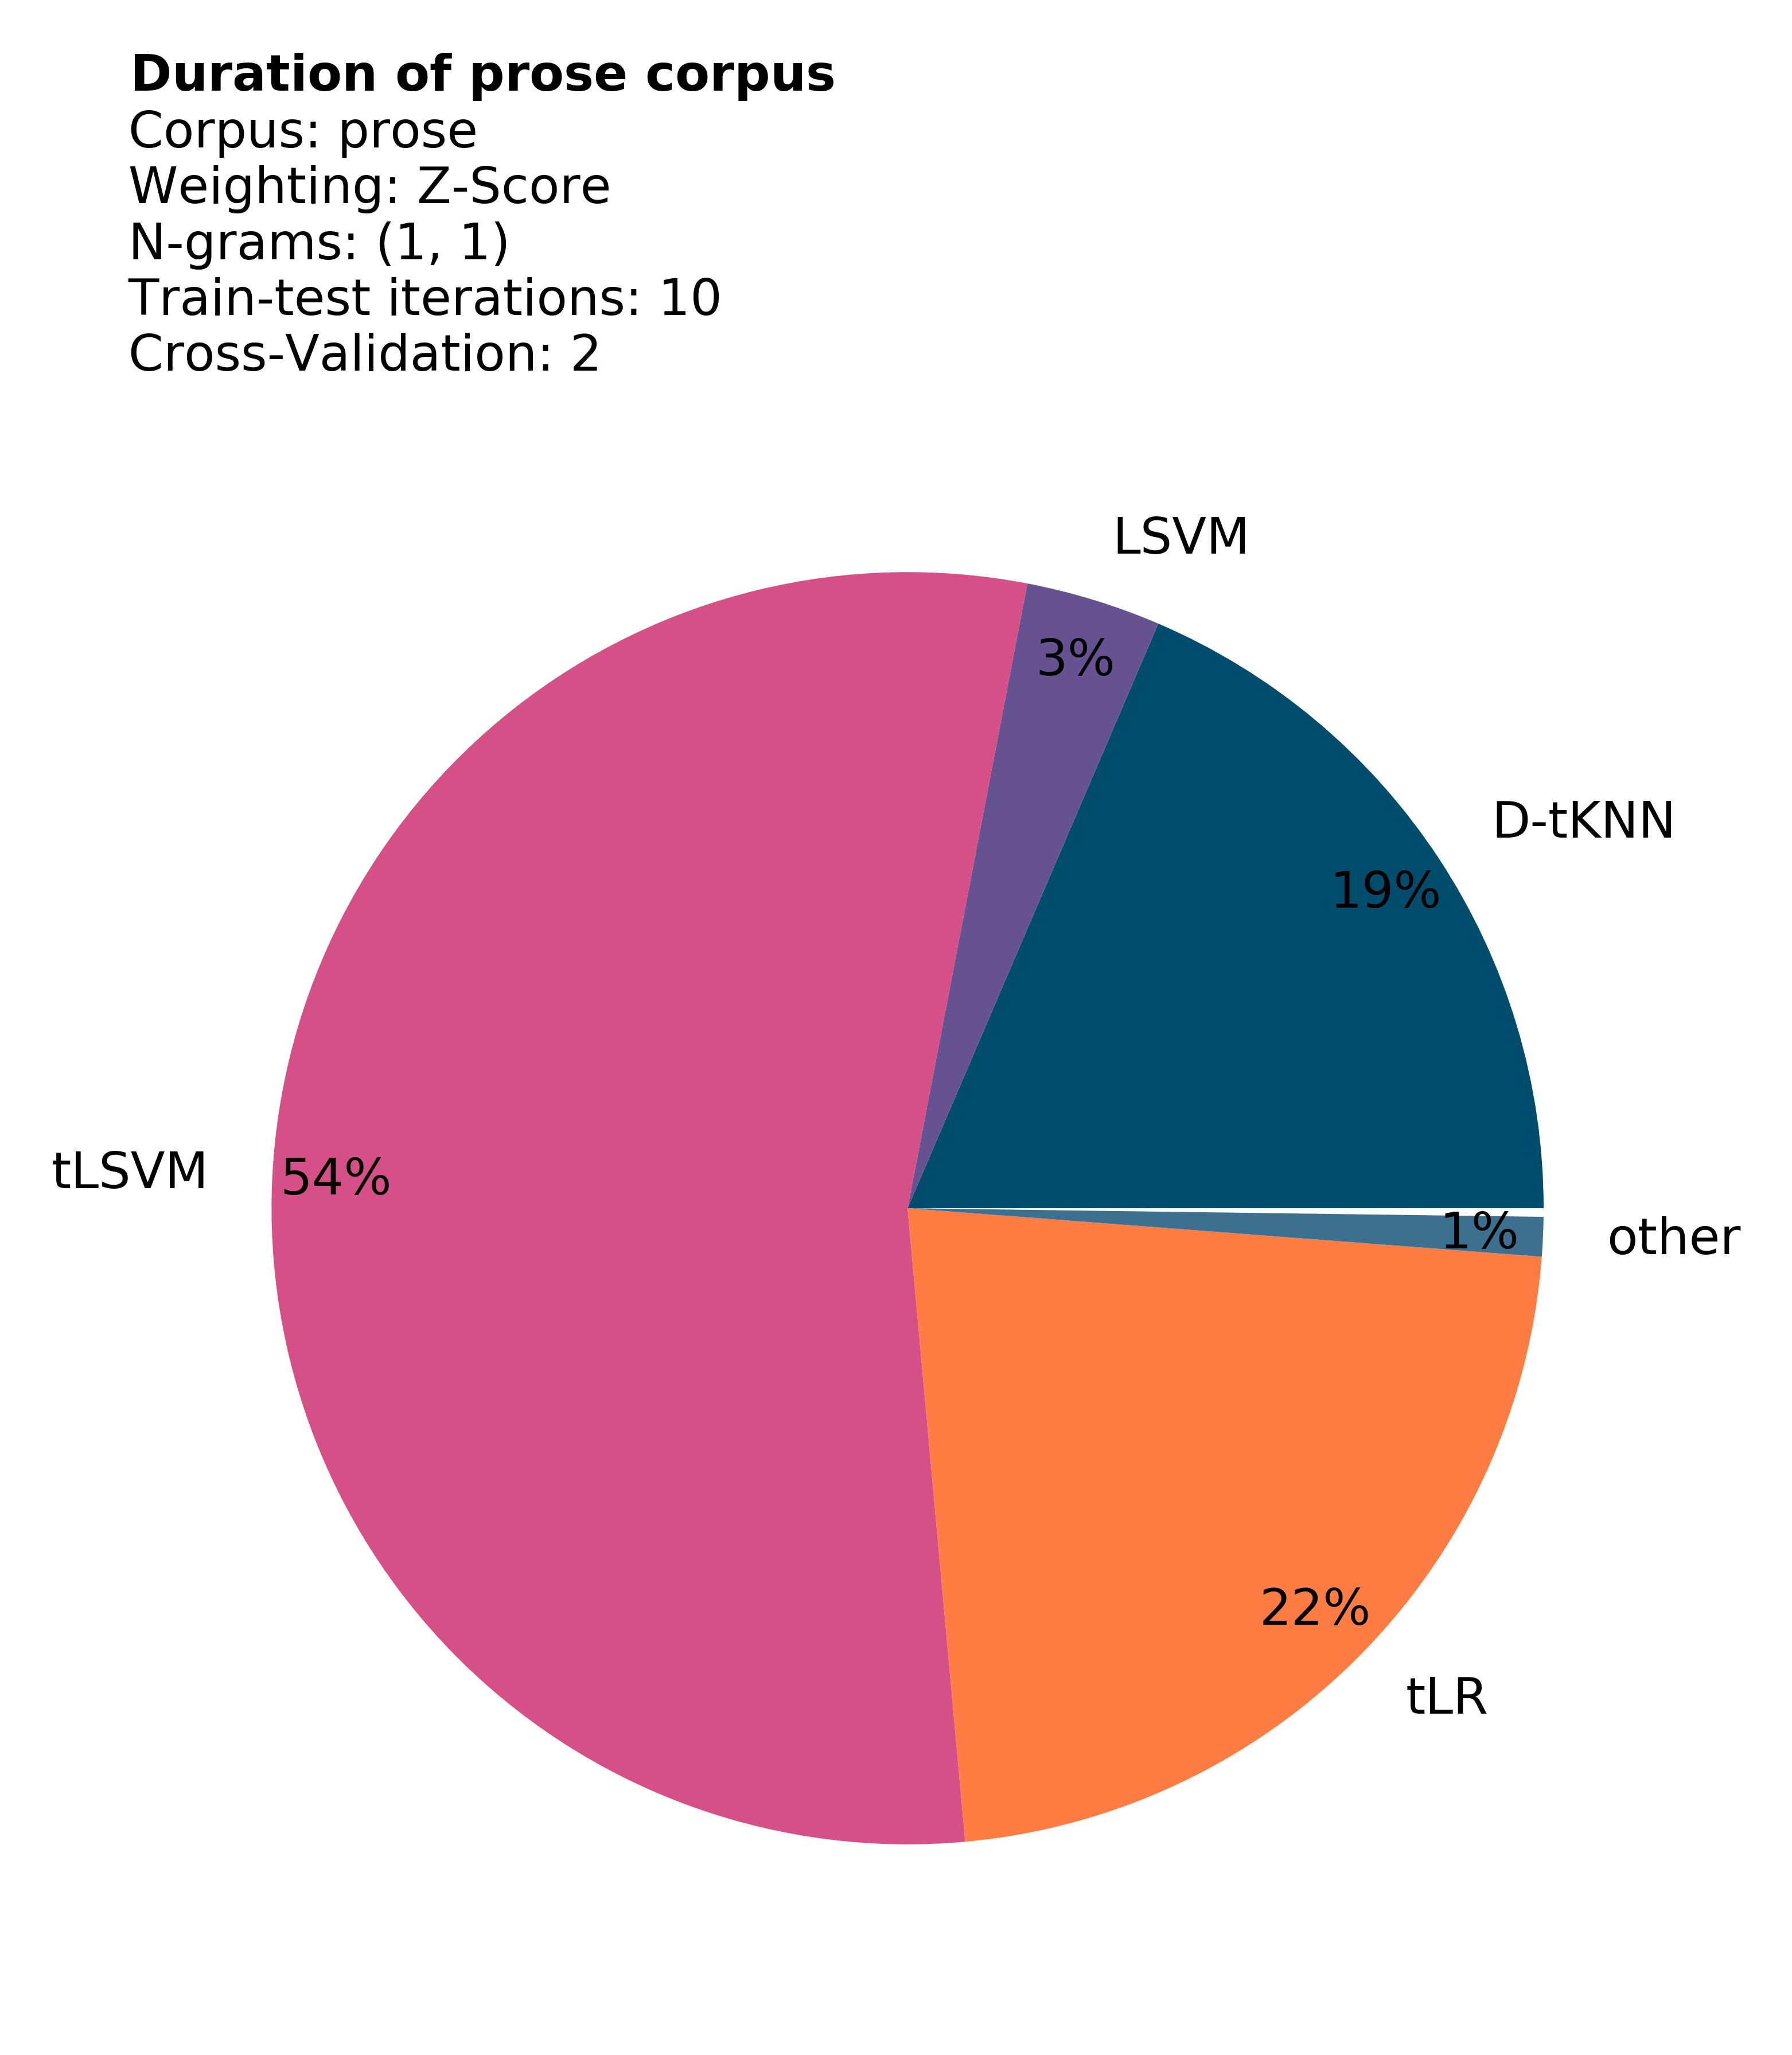 Duration of prose corpus
Corpus: prose
Weighting: Z-Score
N-grams: (1, 1)
Train-test iterations: 10
Cross-Validation: 2
LSVM
3%
D-tKNN
19%
tLSVM
54%
1%
other
22%
tLR